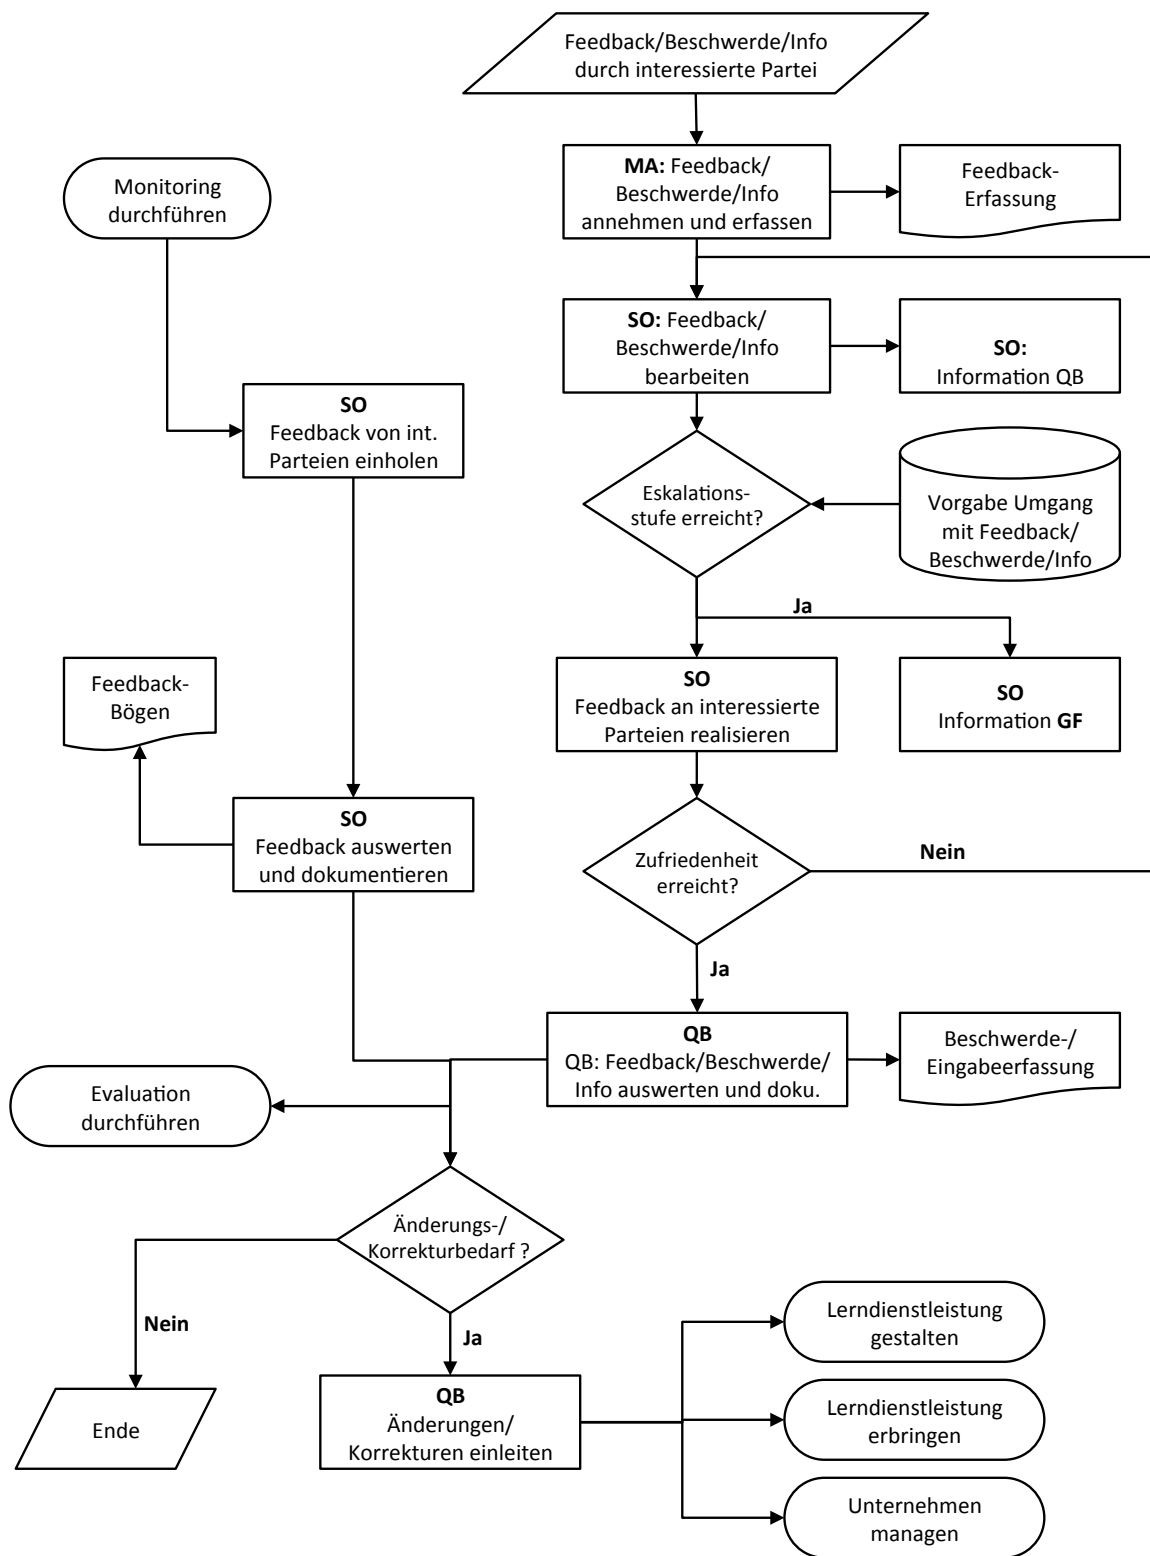 Feedback/Beschwerde/Info
durch interessierte Partei
MA: Feedback/
Beschwerde/Info
annehmen und erfassen
Feedback-
Erfassung
Monitoring
durchführen
SO: Feedback/
Beschwerde/Info
bearbeiten
SO:
Information QB
SO
Feedback von int.
Parteien einholen
Eskalations-
stufe erreicht?
Vorgabe Umgang
mit Feedback/
Beschwerde/Info
Ja
SO
Feedback an interessierte
Parteien realisieren
SO
Information GF
Feedback-
Bögen
SO
Feedback auswerten
und dokumentieren
Zufriedenheit
erreicht?
Nein
Ja
QB
QB: Feedback/Beschwerde/
Info auswerten und doku.
Beschwerde-/
Eingabeerfassung
Evaluation
durchführen
Änderungs-/
Korrekturbedarf ?
Nein
Ja
Ende
QB
Änderungen/
Korrekturen einleiten
Lerndienstleistung
gestalten
Lerndienstleistung
erbringen
Unternehmen
managen